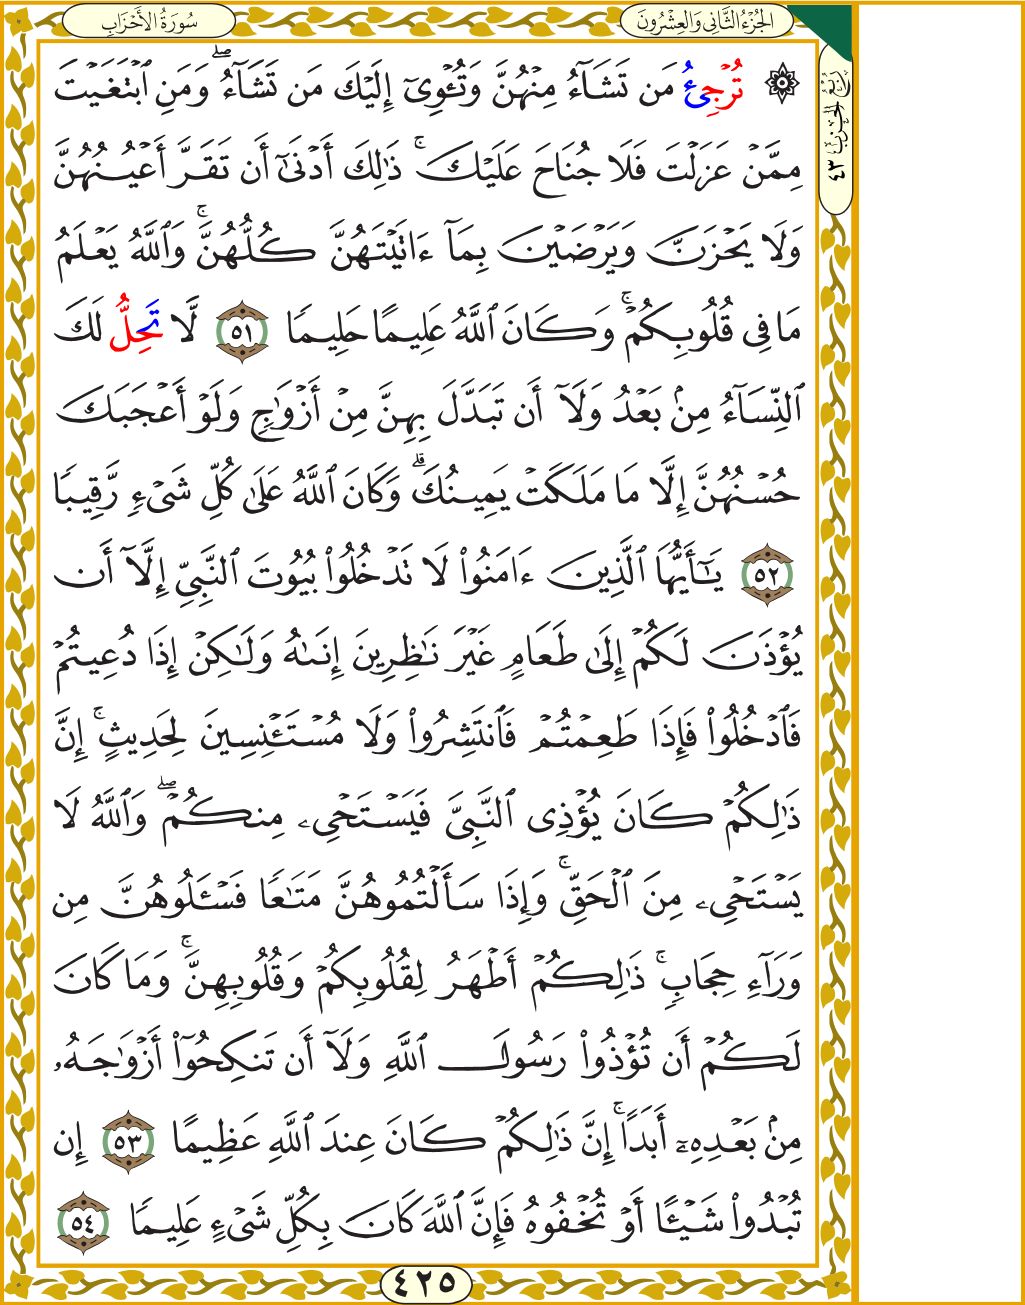 سُورَةُ الأَحْزَابِ
الجُزْءُ الثَّانِي وَالعِشْرُونَ
رُبْعُ الحِزْبِ ٤٣
۞ تُرْجِئُ مَن تَشَآءُ مِنْهُنَّ وَتُـْٔوِىٓ إِلَيْكَ مَن تَشَآءُ ۖ وَمَنِ ٱبْتَغَيْتَ
مِمَّنْ عَزَلْتَ فَلَا جُنَاحَ عَلَيْكَ ۚ ذَٰلِكَ أَدْنَىٰٓ أَن تَقَرَّ أَعْيُنُهُنَّ
وَلَا يَحْزَنَّ وَيَرْضَيْنَ بِمَآ ءَاتَيْتَهُنَّ كُلُّهُنَّ ۚ وَٱللَّهُ يَعْلَمُ
مَا فِى قُلُوبِكُمْ ۚ وَكَانَ ٱللَّهُ عَلِيمًا حَلِيمًا ٥١ لَّا تَحِلُّ لَكَ
ٱلنِّسَآءُ مِنۢ بَعْدُ وَلَآ أَن تَبَدَّلَ بِهِنَّ مِنْ أَزْوَٰجٍ وَلَوْ أَعْجَبَكَ
حُسْنُهُنَّ إِلَّا مَا مَلَكَتْ يَمِينُكَ ۗ وَكَانَ ٱللَّهُ عَلَىٰ كُلِّ شَىْءٍ رَّقِيبًا
٥٢ يَـٰٓأَيُّهَا ٱلَّذِينَ ءَامَنُوا۟ لَا تَدْخُلُوا۟ بُيُوتَ ٱلنَّبِىِّ إِلَّآ أَن
يُؤْذَنَ لَكُمْ إِلَىٰ طَعَامٍ غَيْرَ نَـٰظِرِينَ إِنَىٰهُ وَلَـٰكِنْ إِذَا دُعِيتُمْ
فَٱدْخُلُوا۟ فَإِذَا طَعِمْتُمْ فَٱنتَشِرُوا۟ وَلَا مُسْتَـْٔنِسِينَ لِحَدِيثٍ ۚ إِنَّ
ذَٰلِكُمْ كَانَ يُؤْذِى ٱلنَّبِىَّ فَيَسْتَحْىِۦ مِنكُمْ ۖ وَٱللَّهُ لَا
يَسْتَحْىِۦ مِنَ ٱلْحَقِّ ۚ وَإِذَا سَأَلْتُمُوهُنَّ مَتَـٰعًا فَسْـَٔلُوهُنَّ مِن
وَرَآءِ حِجَابٍ ۚ ذَٰلِكُمْ أَطْهَرُ لِقُلُوبِكُمْ وَقُلُوبِهِنَّ ۚ وَمَا كَانَ
لَكُمْ أَن تُؤْذُوا۟ رَسُولَ ٱللَّهِ وَلَآ أَن تَنكِحُوٓا۟ أَزْوَٰجَهُۥ
مِنۢ بَعْدِهِۦٓ أَبَدًا ۚ إِنَّ ذَٰلِكُمْ كَانَ عِندَ ٱللَّهِ عَظِيمًا ٥٣ إِن
تُبْدُوا۟ شَيْـًٔا أَوْ تُخْفُوهُ فَإِنَّ ٱللَّهَ كَانَ بِكُلِّ شَىْءٍ عَلِيمًا ٥٤
٤٢٥